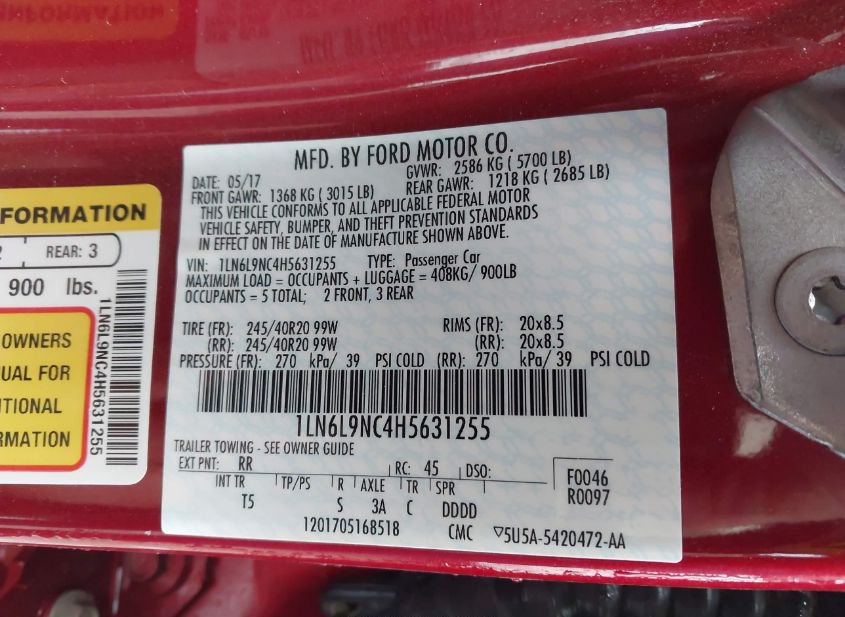 MFD. BY FORD MOTOR CO.
DATE: 05/17 GVWR: 2586 KG ( 5700 LB)
FRONT GAWR: 1368 KG ( 3015 LB) REAR GAWR: 1218 KG ( 2685 LB)
THIS VEHICLE CONFORMS TO ALL APPLICABLE FEDERAL MOTOR
VEHICLE SAFETY, BUMPER, AND THEFT PREVENTION STANDARDS
IN EFFECT ON THE DATE OF MANUFACTURE SHOWN ABOVE.
VIN: 1LN6L9NC4H5631255 TYPE: Passenger Car
MAXIMUM LOAD = OCCUPANTS + LUGGAGE = 408KG/ 900LB
OCCUPANTS = 5 TOTAL; 2 FRONT, 3 REAR
TIRE (FR): 245/40R20 99W RIMS (FR): 20x8.5
(RR): 245/40R20 99W (RR): 20x8.5
PRESSURE (FR): 270 kPa/ 39 PSI COLD (RR): 270 kPa/ 39 PSI COLD
1LN6L9NC4H5631255
TRAILER TOWING - SEE OWNER GUIDE
EXT PNT: RR RC: 45 DSO:
F0046
R0097
INT TR TP/PS R AXLE TR SPR
T5 S 3A C DDDD
1201705168518 CMC ▽5U5A-5420472-AA
FORMATION
REAR: 3
900 lbs.
OWNERS
UAL FOR
ITIONAL
RMATION
1LN6L9NC4H5631255